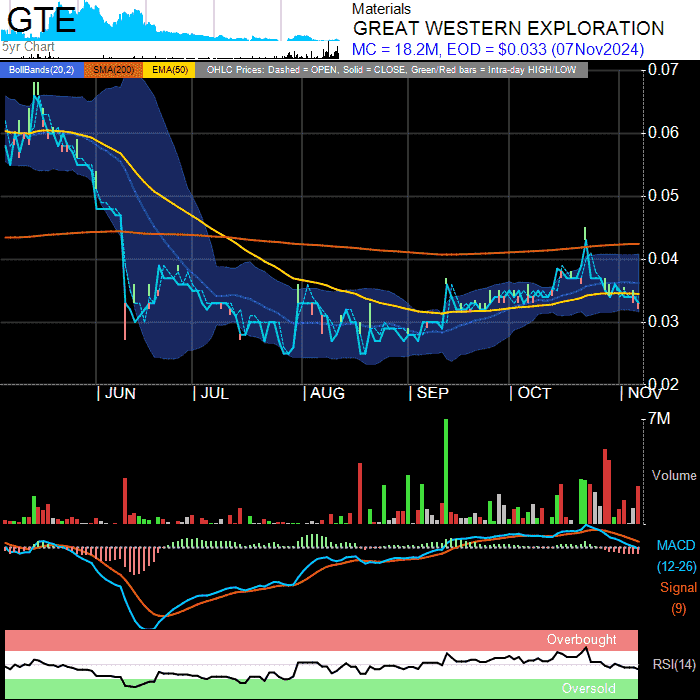 GTE
5yr Chart
Materials
GREAT WESTERN EXPLORATION
MC = 18.2M, EOD = $0.033 (07Nov2024)
BollBands(20,2) SMA(200) EMA(50) OHLC Prices: Dashed = OPEN, Solid = CLOSE, Green/Red bars = Intra-day HIGH/LOW
0.07
0.06
0.05
0.04
0.03
0.02
JUN JUL AUG SEP OCT NOV
7M
Volume
MACD
(12-26)
Signal
(9)
Overbought
RSI(14)
Oversold